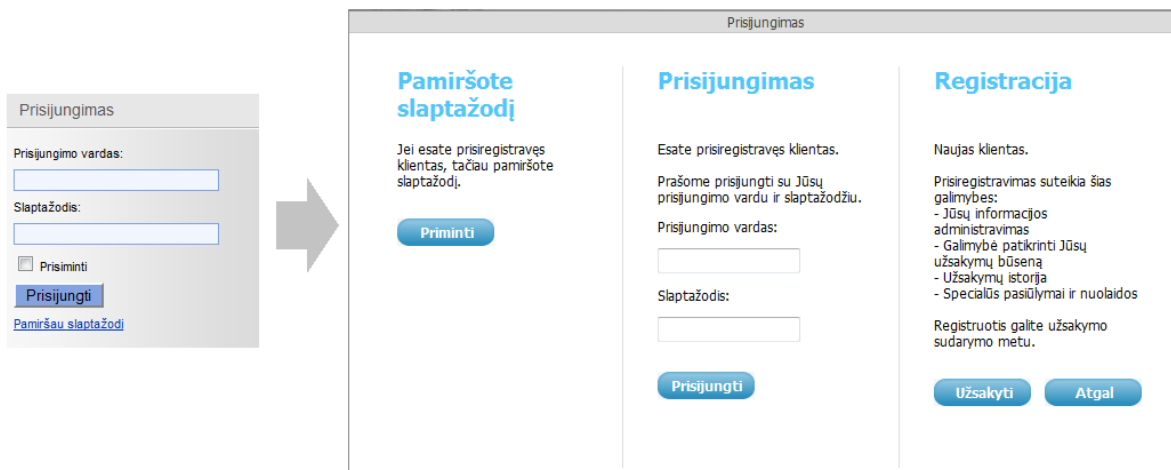 Prisijungimas
Prisijungimo vardas:
Slaptažodis:
Prisiminti
Prisijungti
Pamiršau slaptažodį
Prisijungimas
Pamiršote
slaptažodį
Jei esate prisiregistravęs
klientas, tačiau pamiršote
slaptažodį.
Priminti
Prisijungimas
Esate prisiregistravęs klientas.
Prašome prisijungti su Jūsų
prisijungimo vardu ir slaptažodžiu.
Prisijungimo vardas:
Slaptažodis:
Prisijungti
Registracija
Naujas klientas.
Prisiregistravimas suteikia šias
galimybes:
- Jūsų informacijos
administravimas
- Galimybė patikrinti Jūsų
užsakymų būseną
- Užsakymų istorija
- Specialūs pasiūlymai ir nuolaidos
Registruotis galite užsakymo
sudarymo metu.
Užsakyti
Atgal